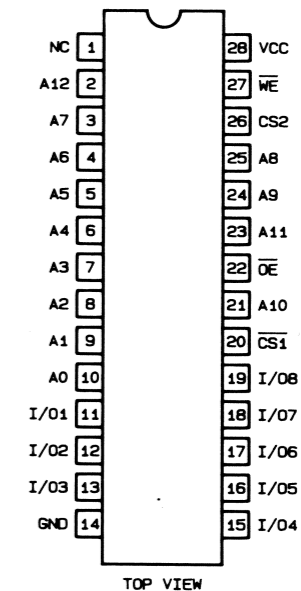 NC 1 28 VCC
A12 2 27 WE
A7 3 26 CS2
A6 4 25 A8
A5 5 24 A9
A4 6 23 A11
A3 7 22 OE
A2 8 21 A10
A1 9 20 CS1
A0 10 19 I/O8
I/O1 11 18 I/O7
I/O2 12 17 I/O6
I/O3 13 16 I/O5
GND 14 15 I/O4
TOP VIEW